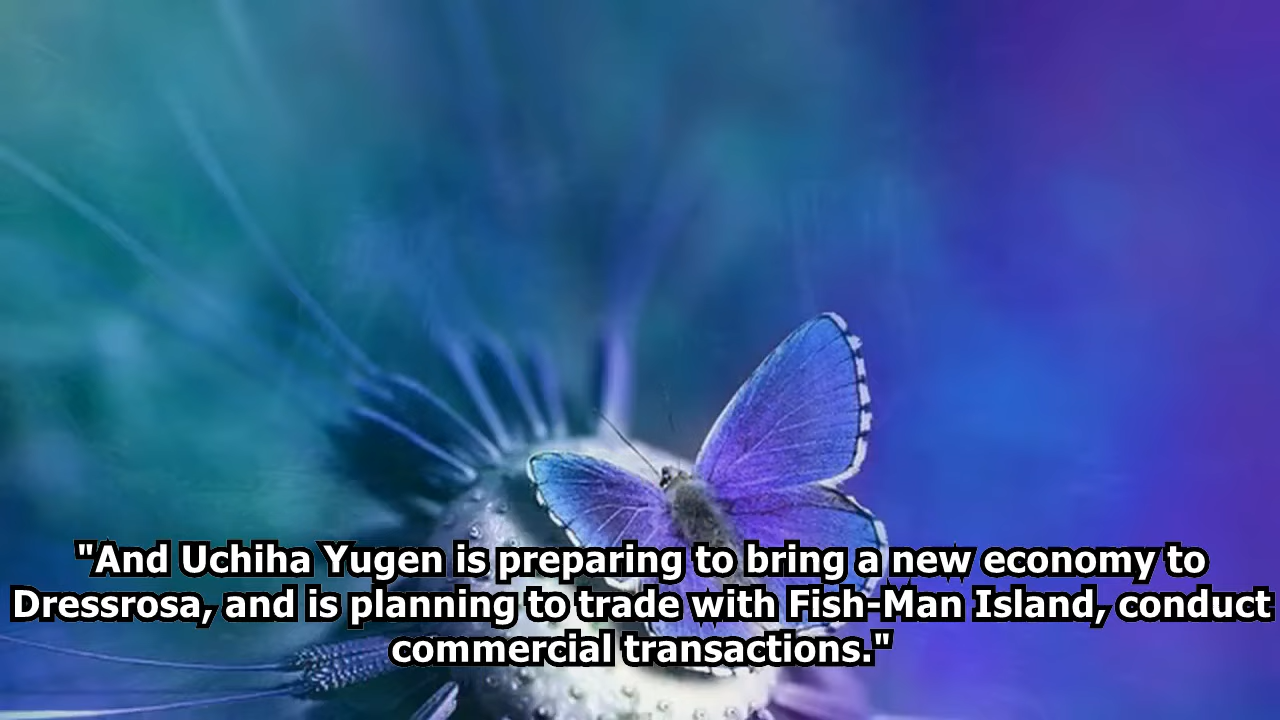 "And Uchiha Yugen is preparing to bring a new economy to
Dressrosa, and is planning to trade with Fish-Man Island, conduct
commercial transactions."